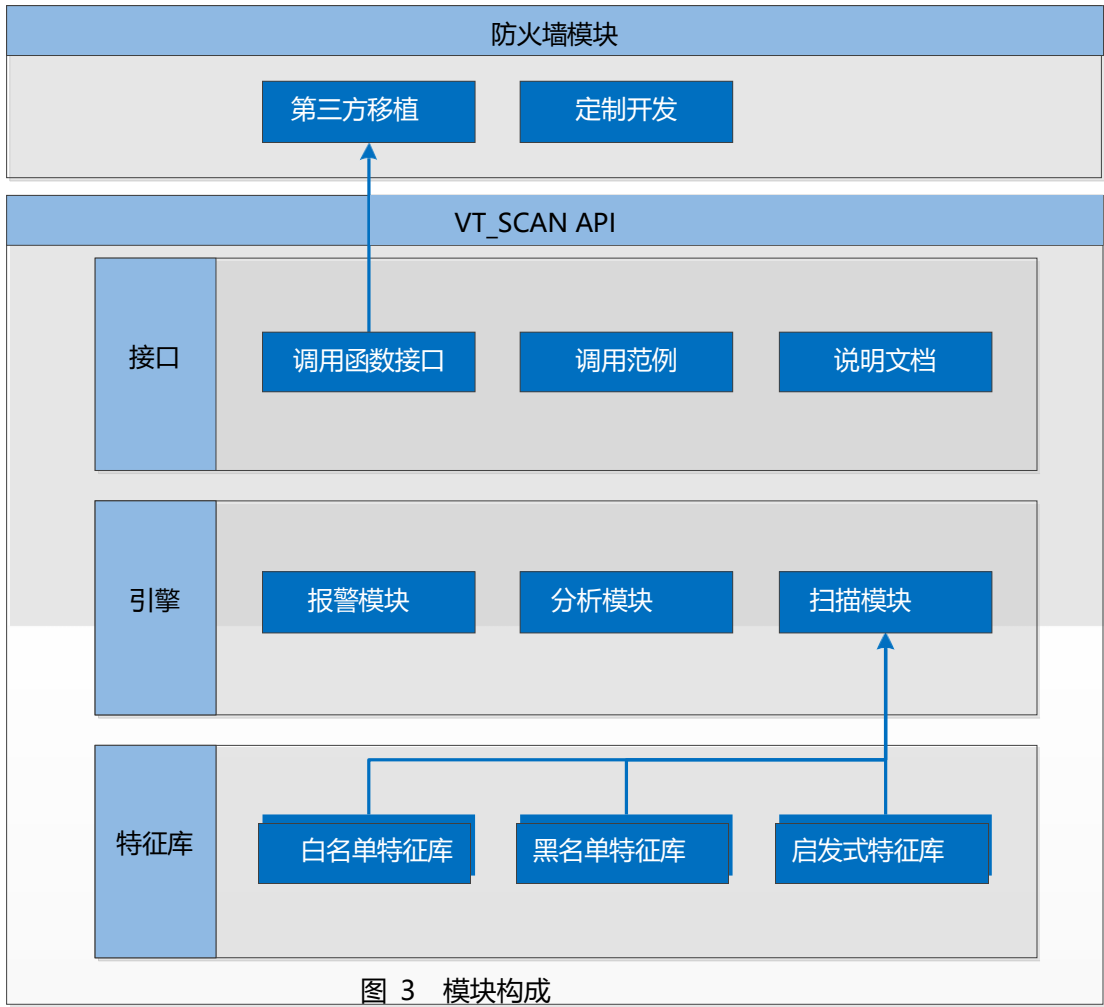 防火墙模块
第三方移植 定制开发
VT_SCAN API
接口 调用函数接口 调用范例 说明文档
引擎 报警模块 分析模块 扫描模块
特征库 白名单特征库 黑名单特征库 启发式特征库
图 3 模块构成